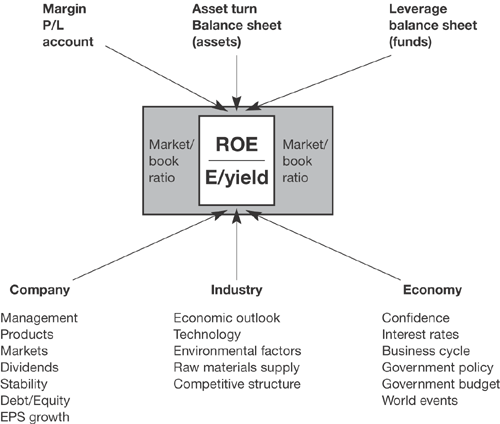 Margin
P/L
account
Asset turn
Balance sheet
(assets)
Leverage
balance sheet
(funds)
Market/
book
ratio
ROE
E/yield
Market/
book
ratio
Company
Management
Products
Markets
Dividends
Stability
Debt/Equity
EPS growth
Industry
Economic outlook
Technology
Environmental factors
Raw materials supply
Competitive structure
Economy
Confidence
Interest rates
Business cycle
Government policy
Government budget
World events